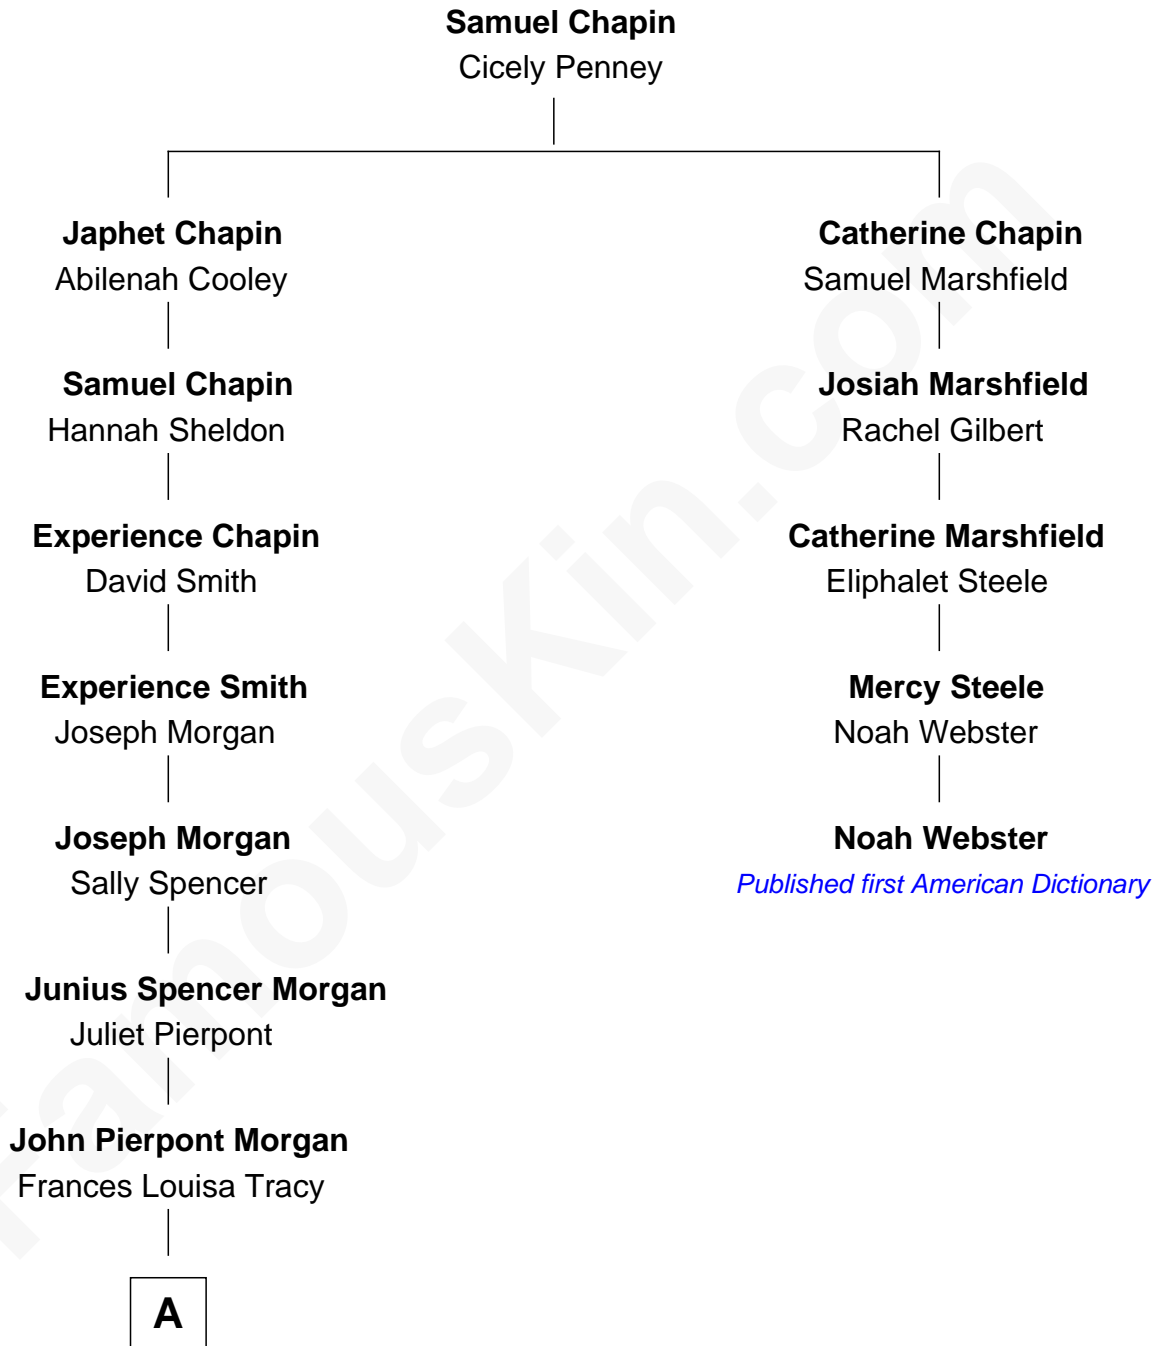 Samuel Chapin
Cicely Penney
Japhet Chapin
Abilenah Cooley
Catherine Chapin
Samuel Marshfield
Samuel Chapin
Hannah Sheldon
Josiah Marshfield
Rachel Gilbert
Experience Chapin
David Smith
Catherine Marshfield
Eliphalet Steele
Experience Smith
Joseph Morgan
Mercy Steele
Noah Webster
Joseph Morgan
Sally Spencer
Noah Webster
Published first American Dictionary
Junius Spencer Morgan
Juliet Pierpont
John Pierpont Morgan
Frances Louisa Tracy
A
FamousKin.com